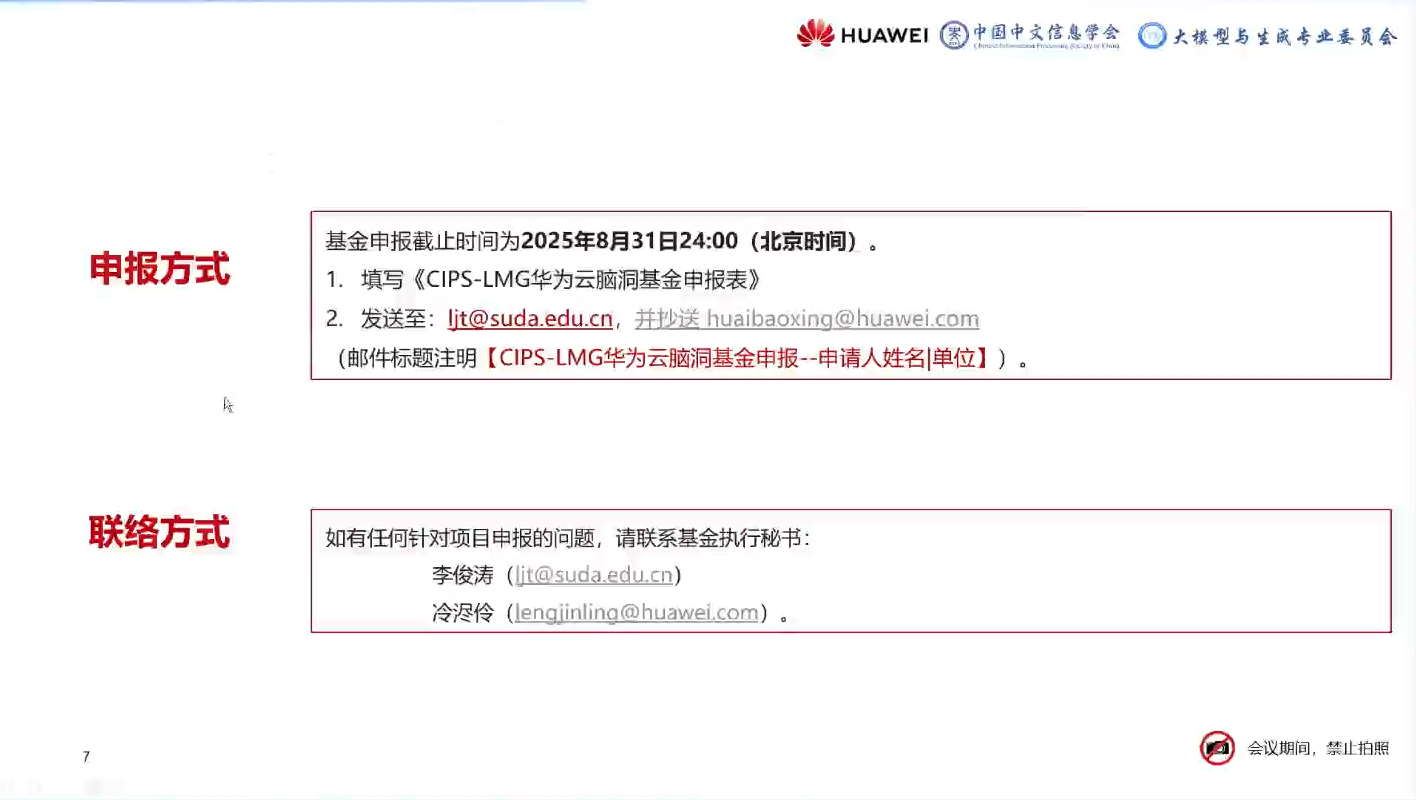 HUAWEI 中国中文信息学会 大模型与生成专业委员会
Chinese Information Processing Society of China
申报方式
基金申报截止时间为2025年8月31日24:00（北京时间）。
1. 填写《CIPS-LMG华为云脑洞基金申报表》
2. 发送至：ljt@suda.edu.cn，并抄送 huaibaoxing@huawei.com
（邮件标题注明【CIPS-LMG华为云脑洞基金申报--申请人姓名|单位】）。
联络方式
如有任何针对项目申报的问题，请联系基金执行秘书：
李俊涛（ljt@suda.edu.cn)
冷浕伶（lengjinling@huawei.com）。
7
会议期间，禁止拍照